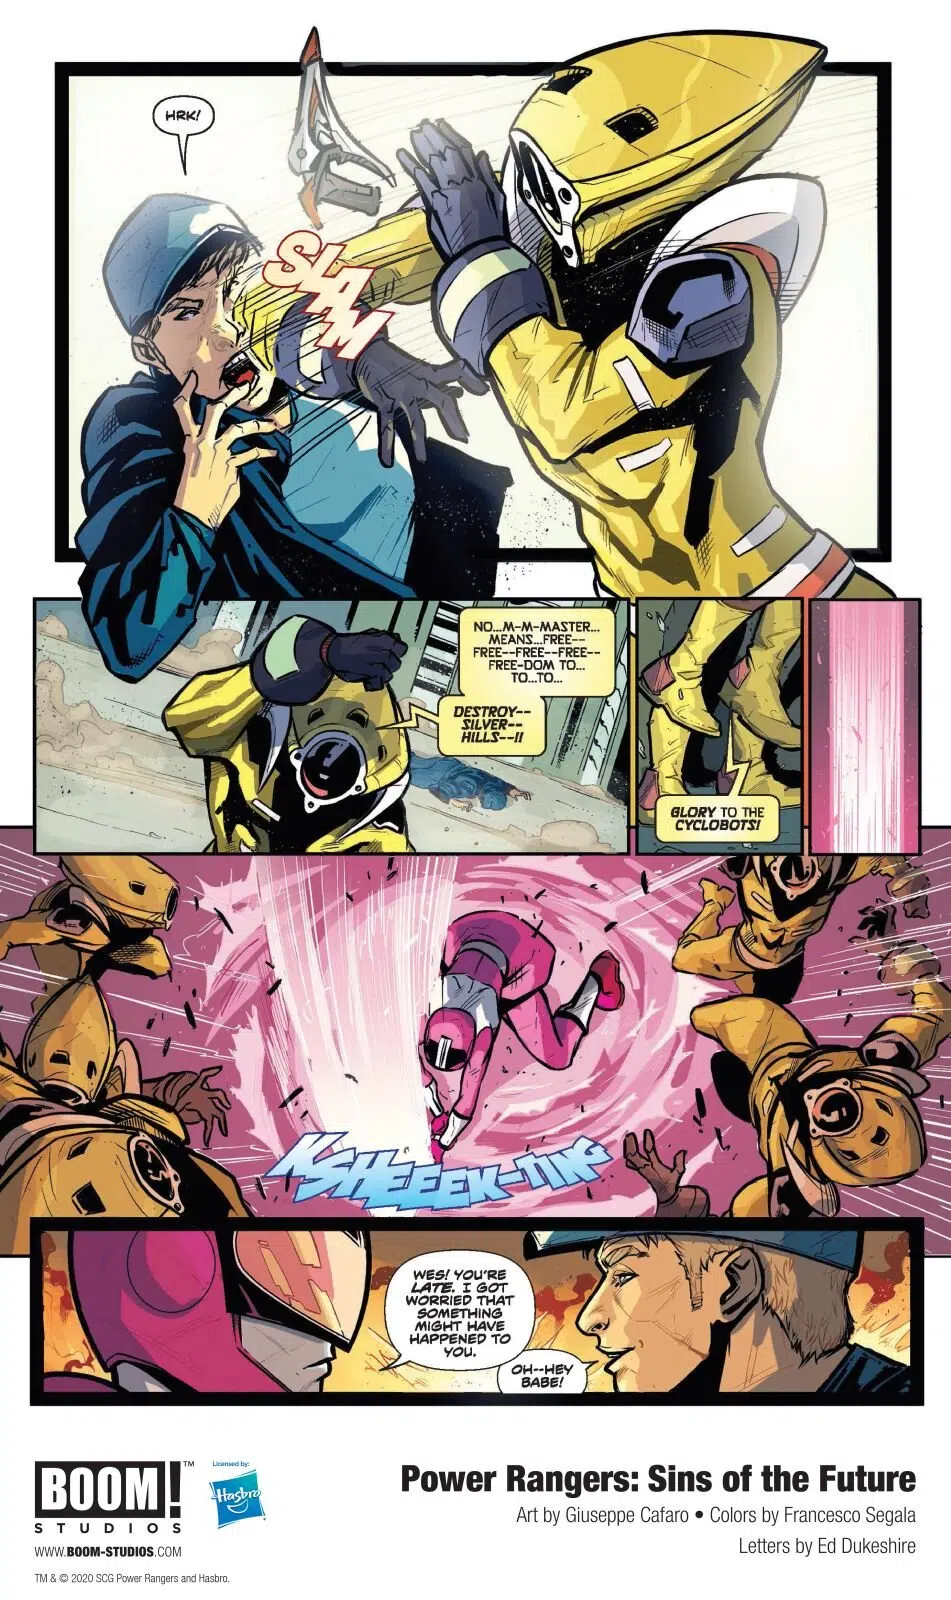 HRK!
SLAM
NO...M-M-MASTER...
MEANS...FREE--
FREE--FREE--FREE--
FREE-DOM TO...
TO...TO...
DESTROY--
SILVER--
HILLS--!!
GLORY TO THE
CYCLOBOTS!
KSHEEEEK-TING
WES! YOU'RE
LATE. I GOT
WORRIED THAT
SOMETHING
MIGHT HAVE
HAPPENED TO
YOU.
OH--HEY
BABE!
BOOM!™
STUDIOS
WWW.BOOM-STUDIOS.COM
Licensed by:
Hasbro
Power Rangers: Sins of the Future
Art by Giuseppe Cafaro • Colors by Francesco Segala
Letters by Ed Dukeshire
TM & © 2020 SCG Power Rangers and Hasbro.